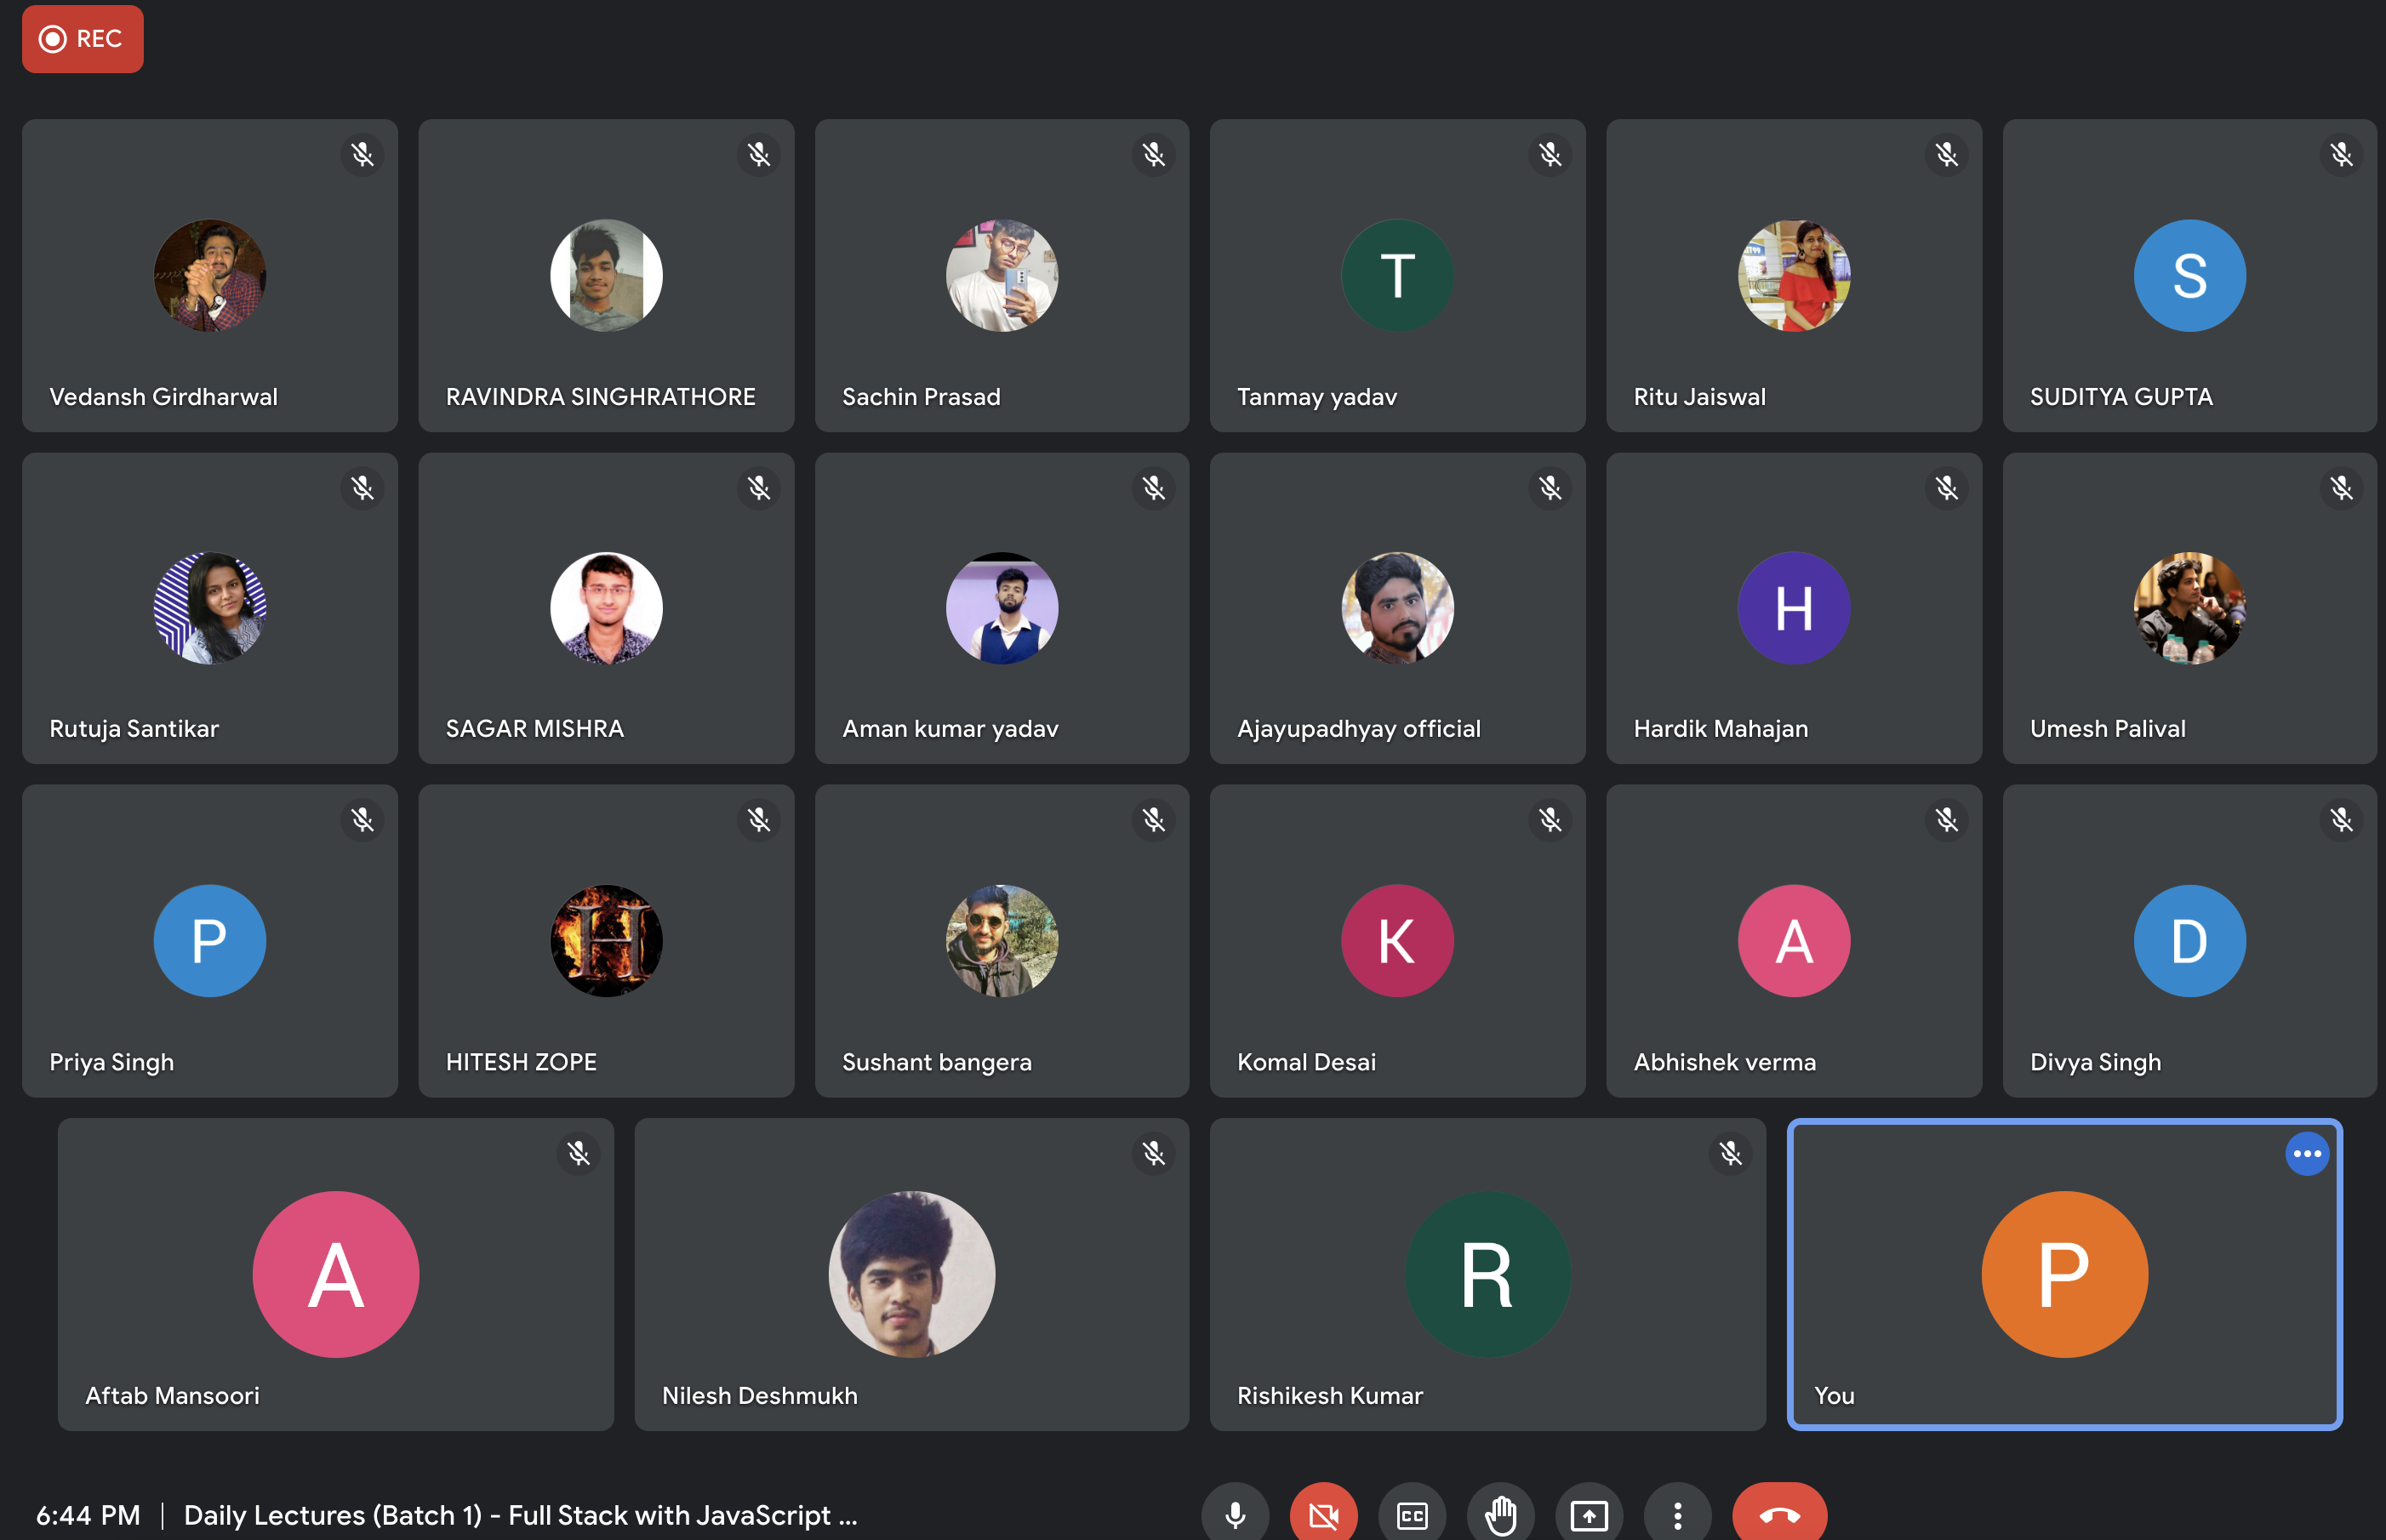 REC
Vedansh Girdharwal
RAVINDRA SINGHRATHORE
Sachin Prasad
T
Tanmay yadav
Ritu Jaiswal
S
SUDITYA GUPTA
Rutuja Santikar
SAGAR MISHRA
Aman kumar yadav
Ajayupadhyay official
H
Hardik Mahajan
Umesh Palival
P
Priya Singh
H
HITESH ZOPE
Sushant bangera
K
Komal Desai
A
Abhishek verma
D
Divya Singh
A
Aftab Mansoori
Nilesh Deshmukh
R
Rishikesh Kumar
P
You
6:44 PM | Daily Lectures (Batch 1) - Full Stack with JavaScript ...
CC